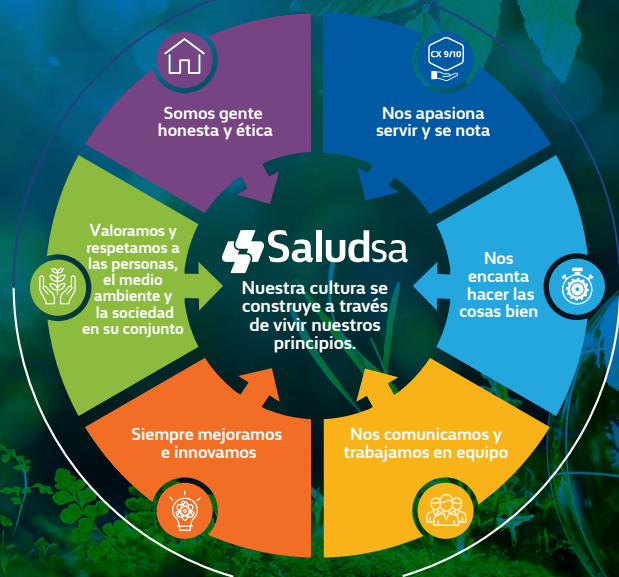 CX 9/10
Somos gente
honesta y ética
Nos apasiona
servir y se nota
Valoramos y
respetamos a
las personas,
el medio
ambiente y
la sociedad
en su conjunto
Saludsa
Nuestra cultura se
construye a través
de vivir nuestros
principios.
Nos
encanta
hacer las
cosas bien
Siempre mejoramos
e innovamos
Nos comunicamos y
trabajamos en equipo